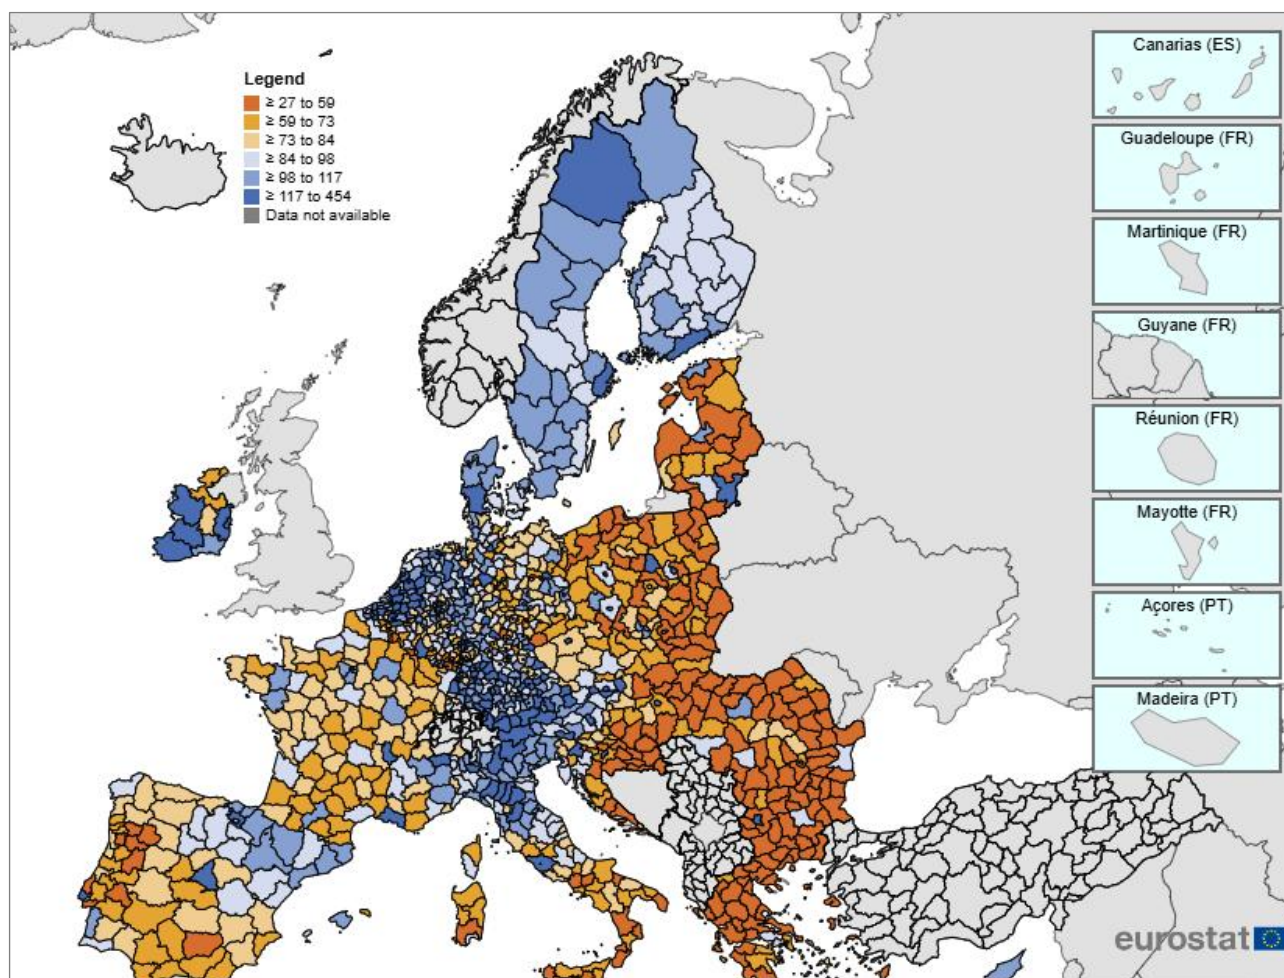 Legend
≥ 27 to 59
≥ 59 to 73
≥ 73 to 84
≥ 84 to 98
≥ 98 to 117
≥ 117 to 454
Data not available
Canarias (ES)
Guadeloupe (FR)
Martinique (FR)
Guyane (FR)
Réunion (FR)
Mayotte (FR)
Açores (PT)
Madeira (PT)
eurostat